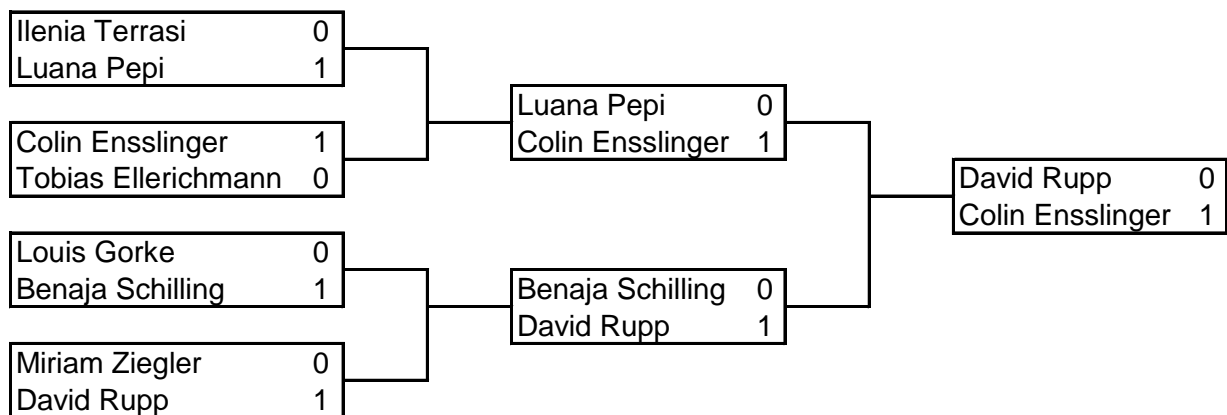 Ilenia Terrasi 0
Luana Pepi 1
Colin Ensslinger 1
Tobias Ellerichmann 0
Louis Gorke 0
Benaja Schilling 1
Miriam Ziegler 0
David Rupp 1
Luana Pepi 0
Colin Ensslinger 1
Benaja Schilling 0
David Rupp 1
David Rupp 0
Colin Ensslinger 1